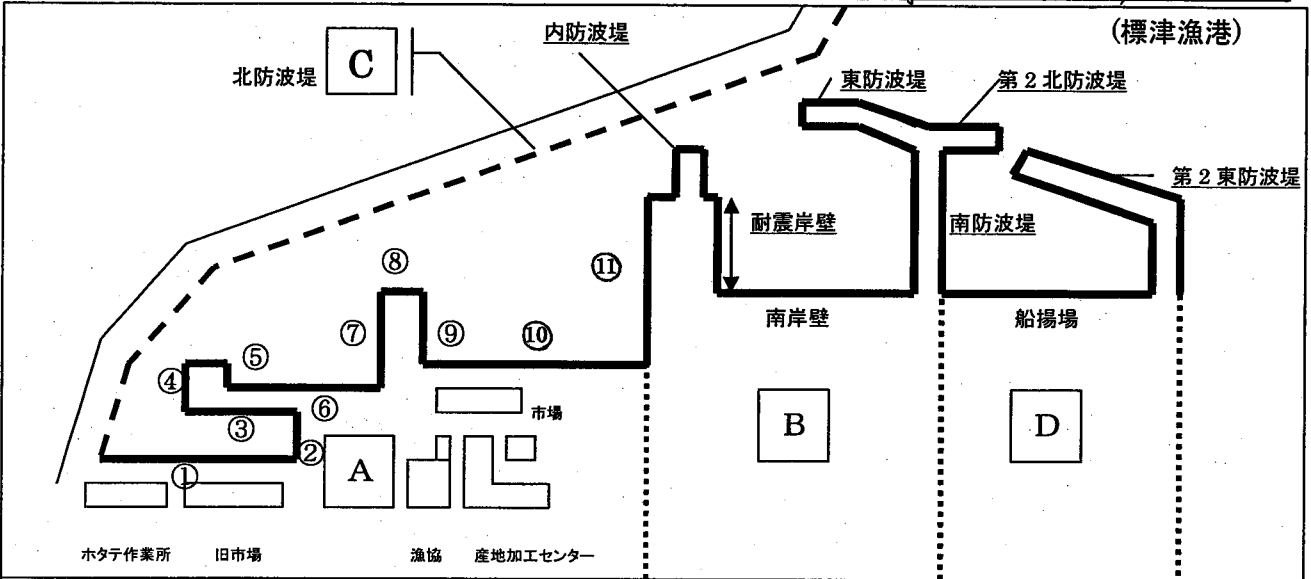 (標津漁港)
内防波堤
北防波堤
C
東防波堤
第2北防波堤
第2東防波堤
耐震岸壁
南防波堤
⑧
⑪
南岸壁
船揚場
⑦
⑨
⑩
⑤
④
⑥
市場
③
②
①
A
B
D
ホタテ作業所
旧市場
漁協
産地加工センター